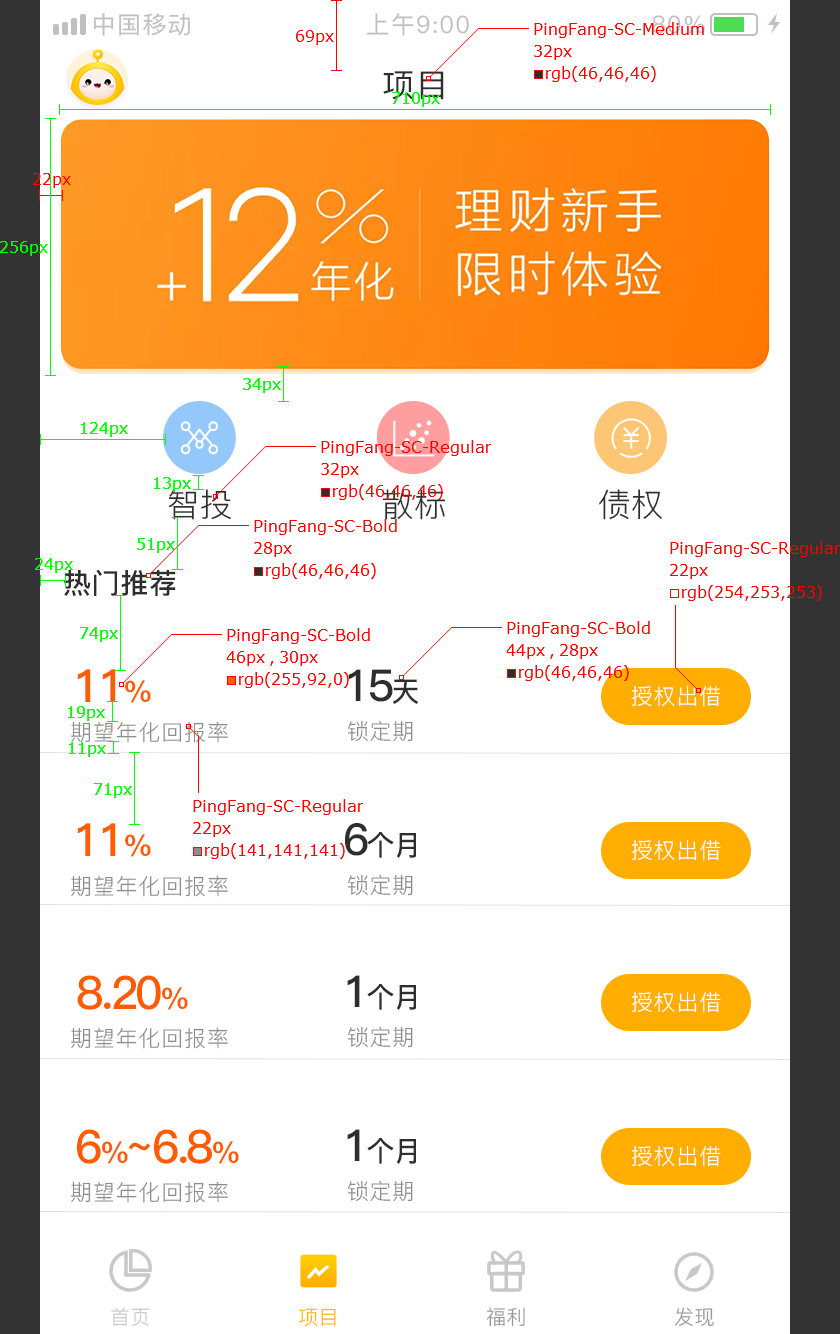 中国移动
上午9:00
80%
69px
PingFang-SC-Medium
32px
rgb(46,46,46)
项目
710px
22px
256px
+12%
年化
理财新手
限时体验
34px
124px
PingFang-SC-Regular
32px
rgb(46,46,46)
13px
智投
散标
债权
51px
PingFang-SC-Bold
28px
rgb(46,46,46)
24px
热门推荐
PingFang-SC-Regular
22px
rgb(254,253,253)
74px
PingFang-SC-Bold
46px , 30px
rgb(255,92,0)
PingFang-SC-Bold
44px , 28px
rgb(46,46,46)
11%
15天
授权出借
19px
期望年化回报率
锁定期
11px
71px
PingFang-SC-Regular
22px
rgb(141,141,141)
11%
6个月
授权出借
期望年化回报率
锁定期
8.20%
1个月
授权出借
期望年化回报率
锁定期
6%~6.8%
1个月
授权出借
期望年化回报率
锁定期
首页
项目
福利
发现